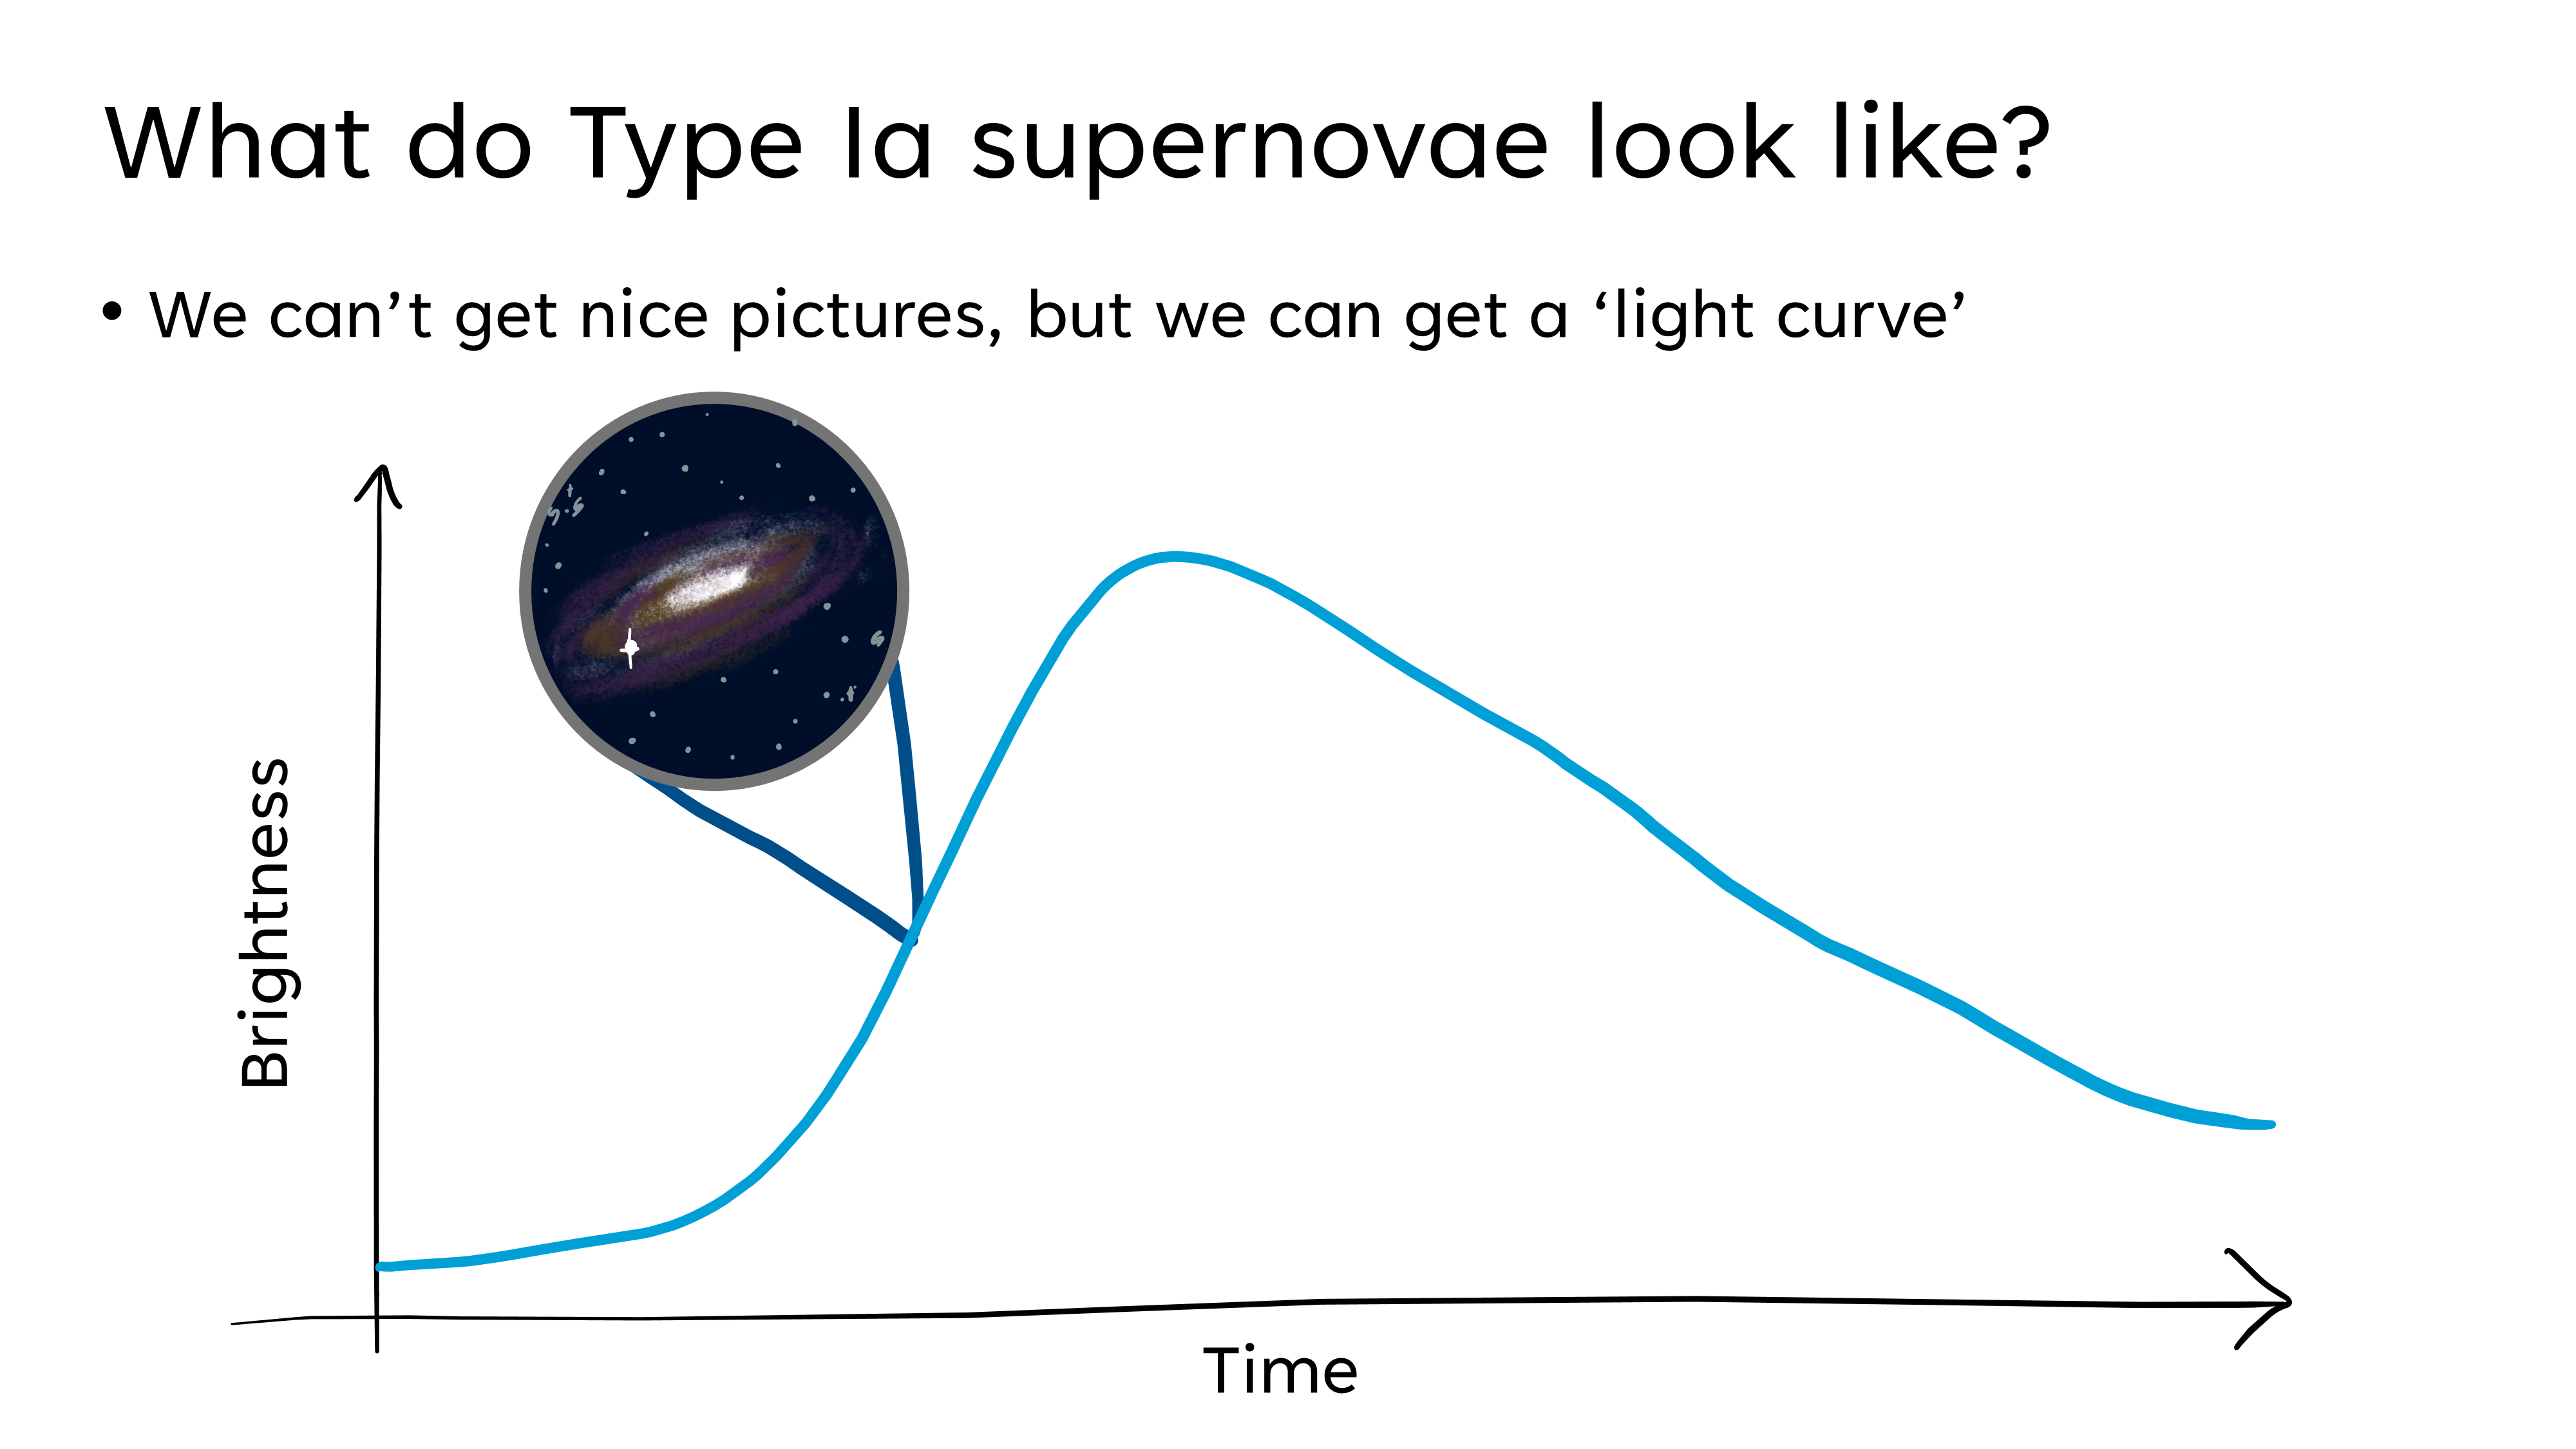 What do Type Ia supernovae look like?
• We can’t get nice pictures, but we can get a ‘light curve’
Brightness
Time